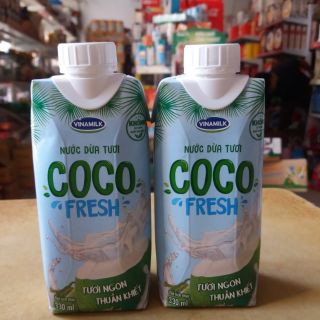 VINAMILK
NƯỚC DỪA TƯƠI
COCO
FRESH
TƯƠI NGON
THUẦN KHIẾT
330 ml
VINAMILK
NƯỚC DỪA TƯƠI
COCO
FRESH
TƯƠI NGON
THUẦN KHIẾT
330 ml